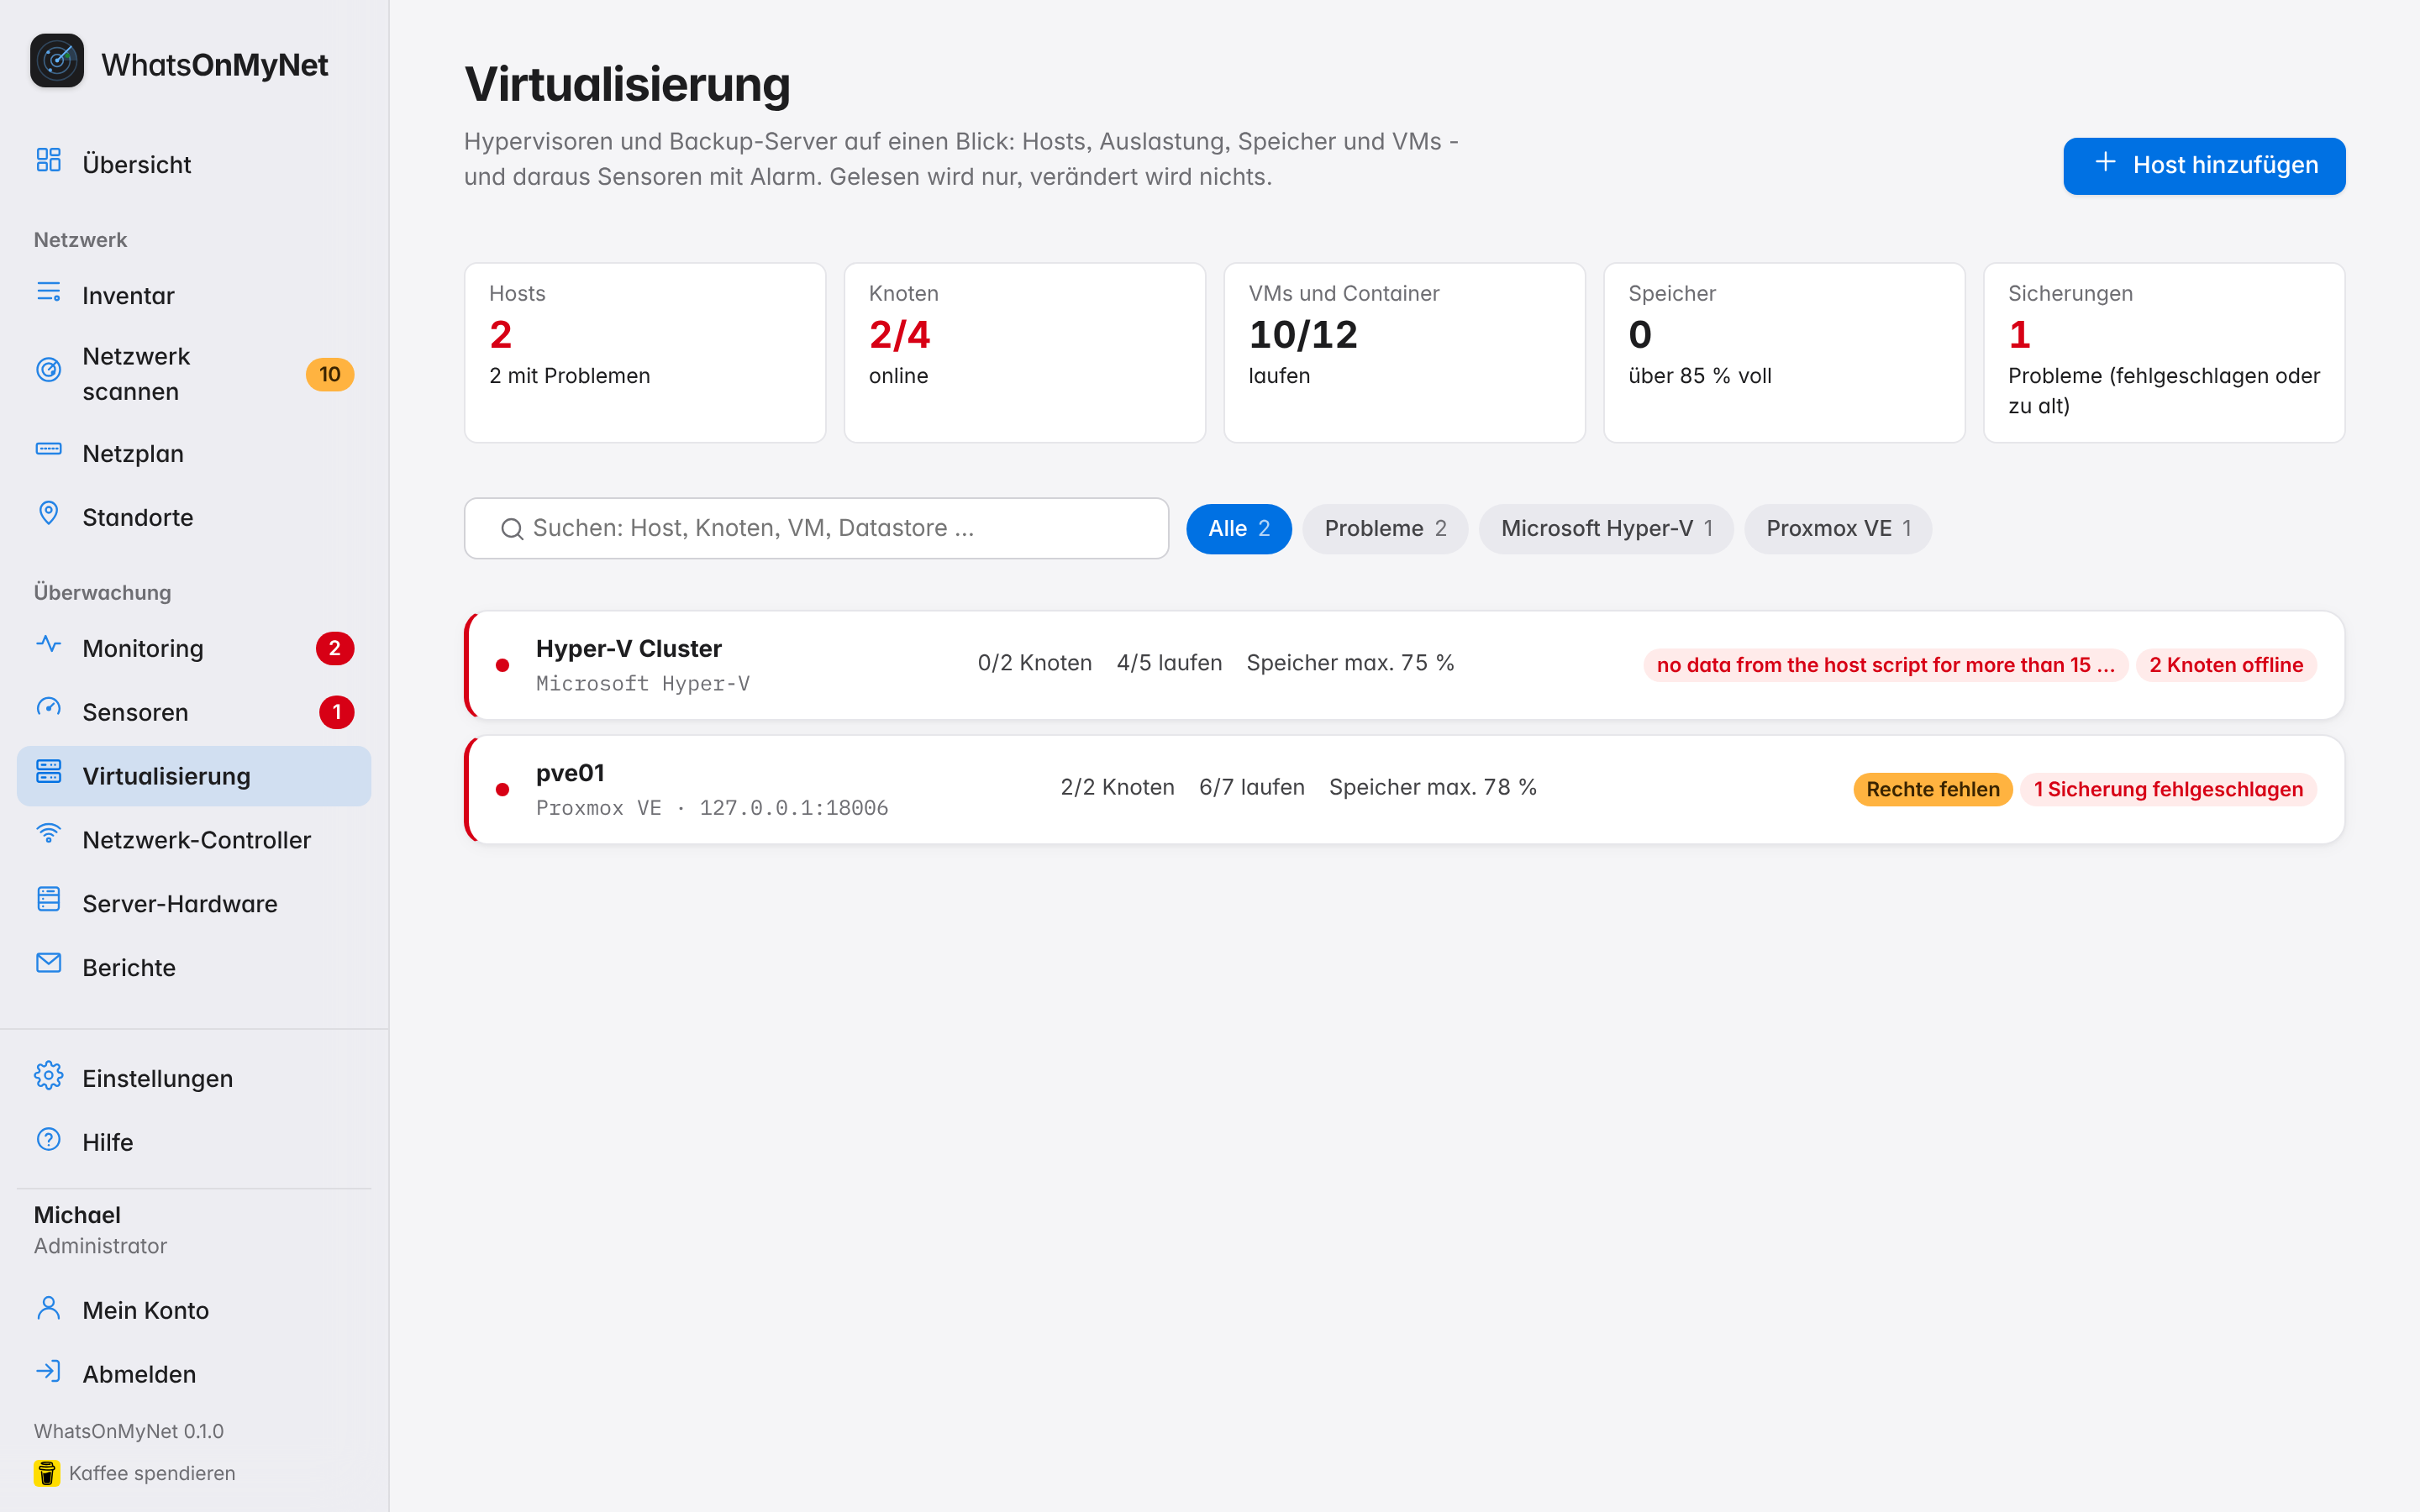 WhatsOnMyNet
Übersicht
Netzwerk
Inventar
Netzwerk
scannen
10
Netzplan
Standorte
Überwachung
Monitoring 2
Sensoren 1
Virtualisierung
Netzwerk-Controller
Server-Hardware
Berichte
Einstellungen
Hilfe
Michael
Administrator
Mein Konto
Abmelden
WhatsOnMyNet 0.1.0
Kaffee spendieren
Virtualisierung
Hypervisoren und Backup-Server auf einen Blick: Hosts, Auslastung, Speicher und VMs -
und daraus Sensoren mit Alarm. Gelesen wird nur, verändert wird nichts.
+ Host hinzufügen
Hosts
2
2 mit Problemen
Knoten
2/4
online
VMs und Container
10/12
laufen
Speicher
0
über 85 % voll
Sicherungen
1
Probleme (fehlgeschlagen oder
zu alt)
Suchen: Host, Knoten, VM, Datastore ...
Alle 2
Probleme 2
Microsoft Hyper-V 1
Proxmox VE 1
Hyper-V Cluster
Microsoft Hyper-V
0/2 Knoten 4/5 laufen Speicher max. 75 %
no data from the host script for more than 15 ...
2 Knoten offline
pve01
Proxmox VE · 127.0.0.1:18006
2/2 Knoten 6/7 laufen Speicher max. 78 %
Rechte fehlen
1 Sicherung fehlgeschlagen